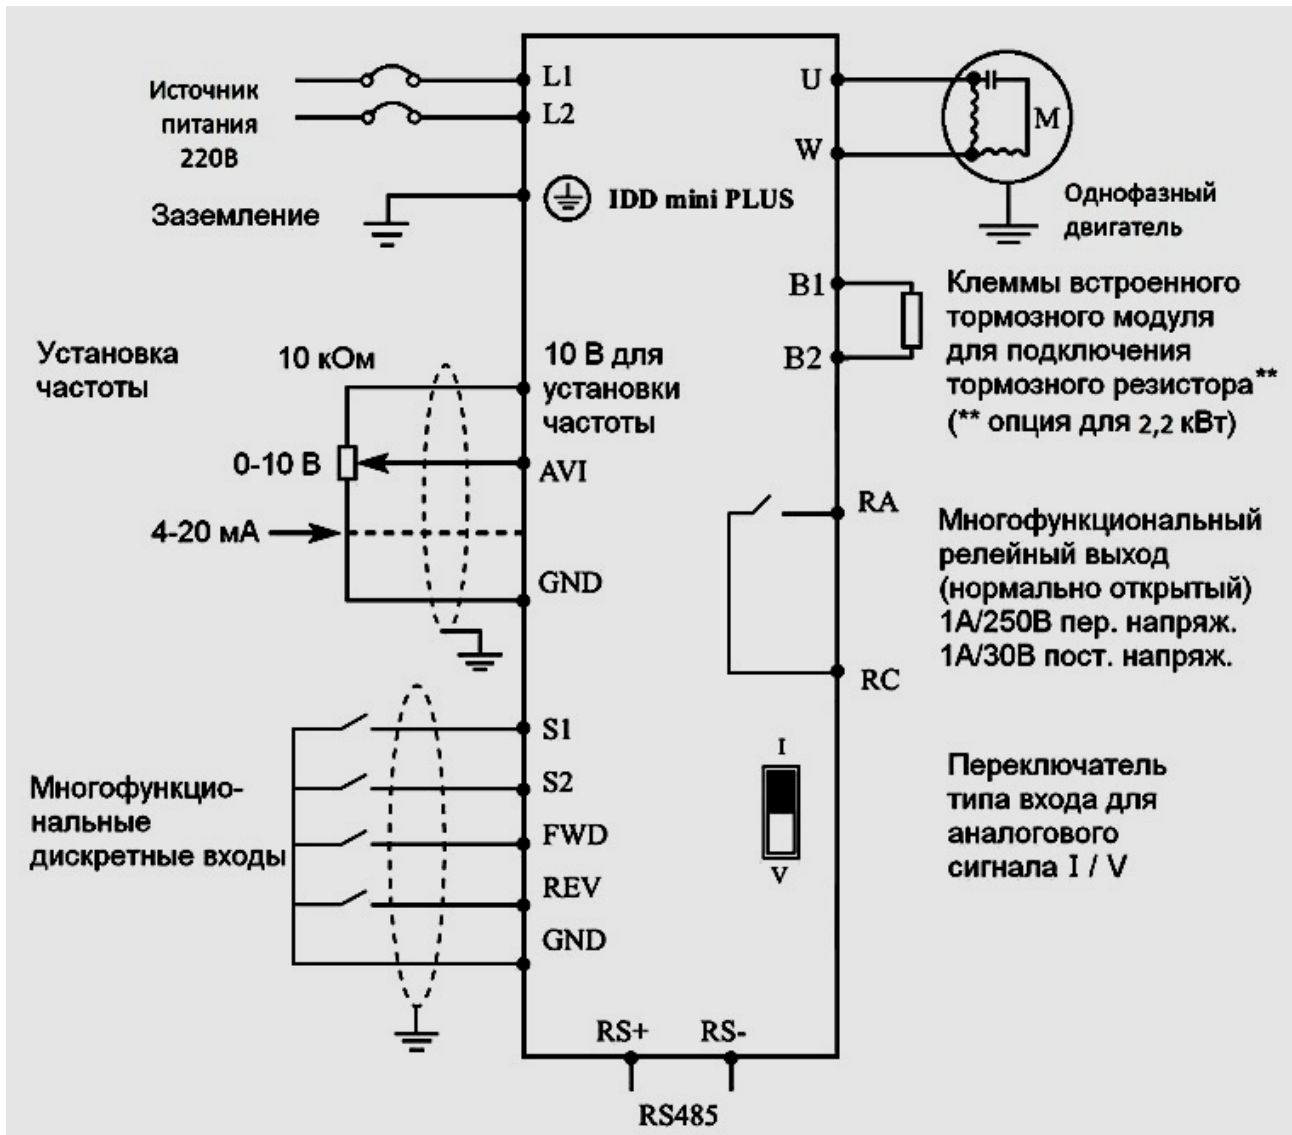 Источник
питания
220В
L1
L2
Заземление
IDD mini PLUS
U
W
M
Однофазный
двигатель
B1
B2
Клеммы встроенного
тормозного модуля
для подключения
тормозного резистора**
(** опция для 2,2 кВт)
Установка
частоты
10 кОм
0-10 В
4-20 мА
10 В для
установки
частоты
AVI
GND
RA
RC
Многофункциональный
релейный выход
(нормально открытый)
1А/250В пер. напряж.
1А/30В пост. напряж.
Многофункцио-
нальные
дискретные входы
S1
S2
FWD
REV
GND
I
V
Переключатель
типа входа для
аналогового
сигнала I / V
RS+ RS-
RS485